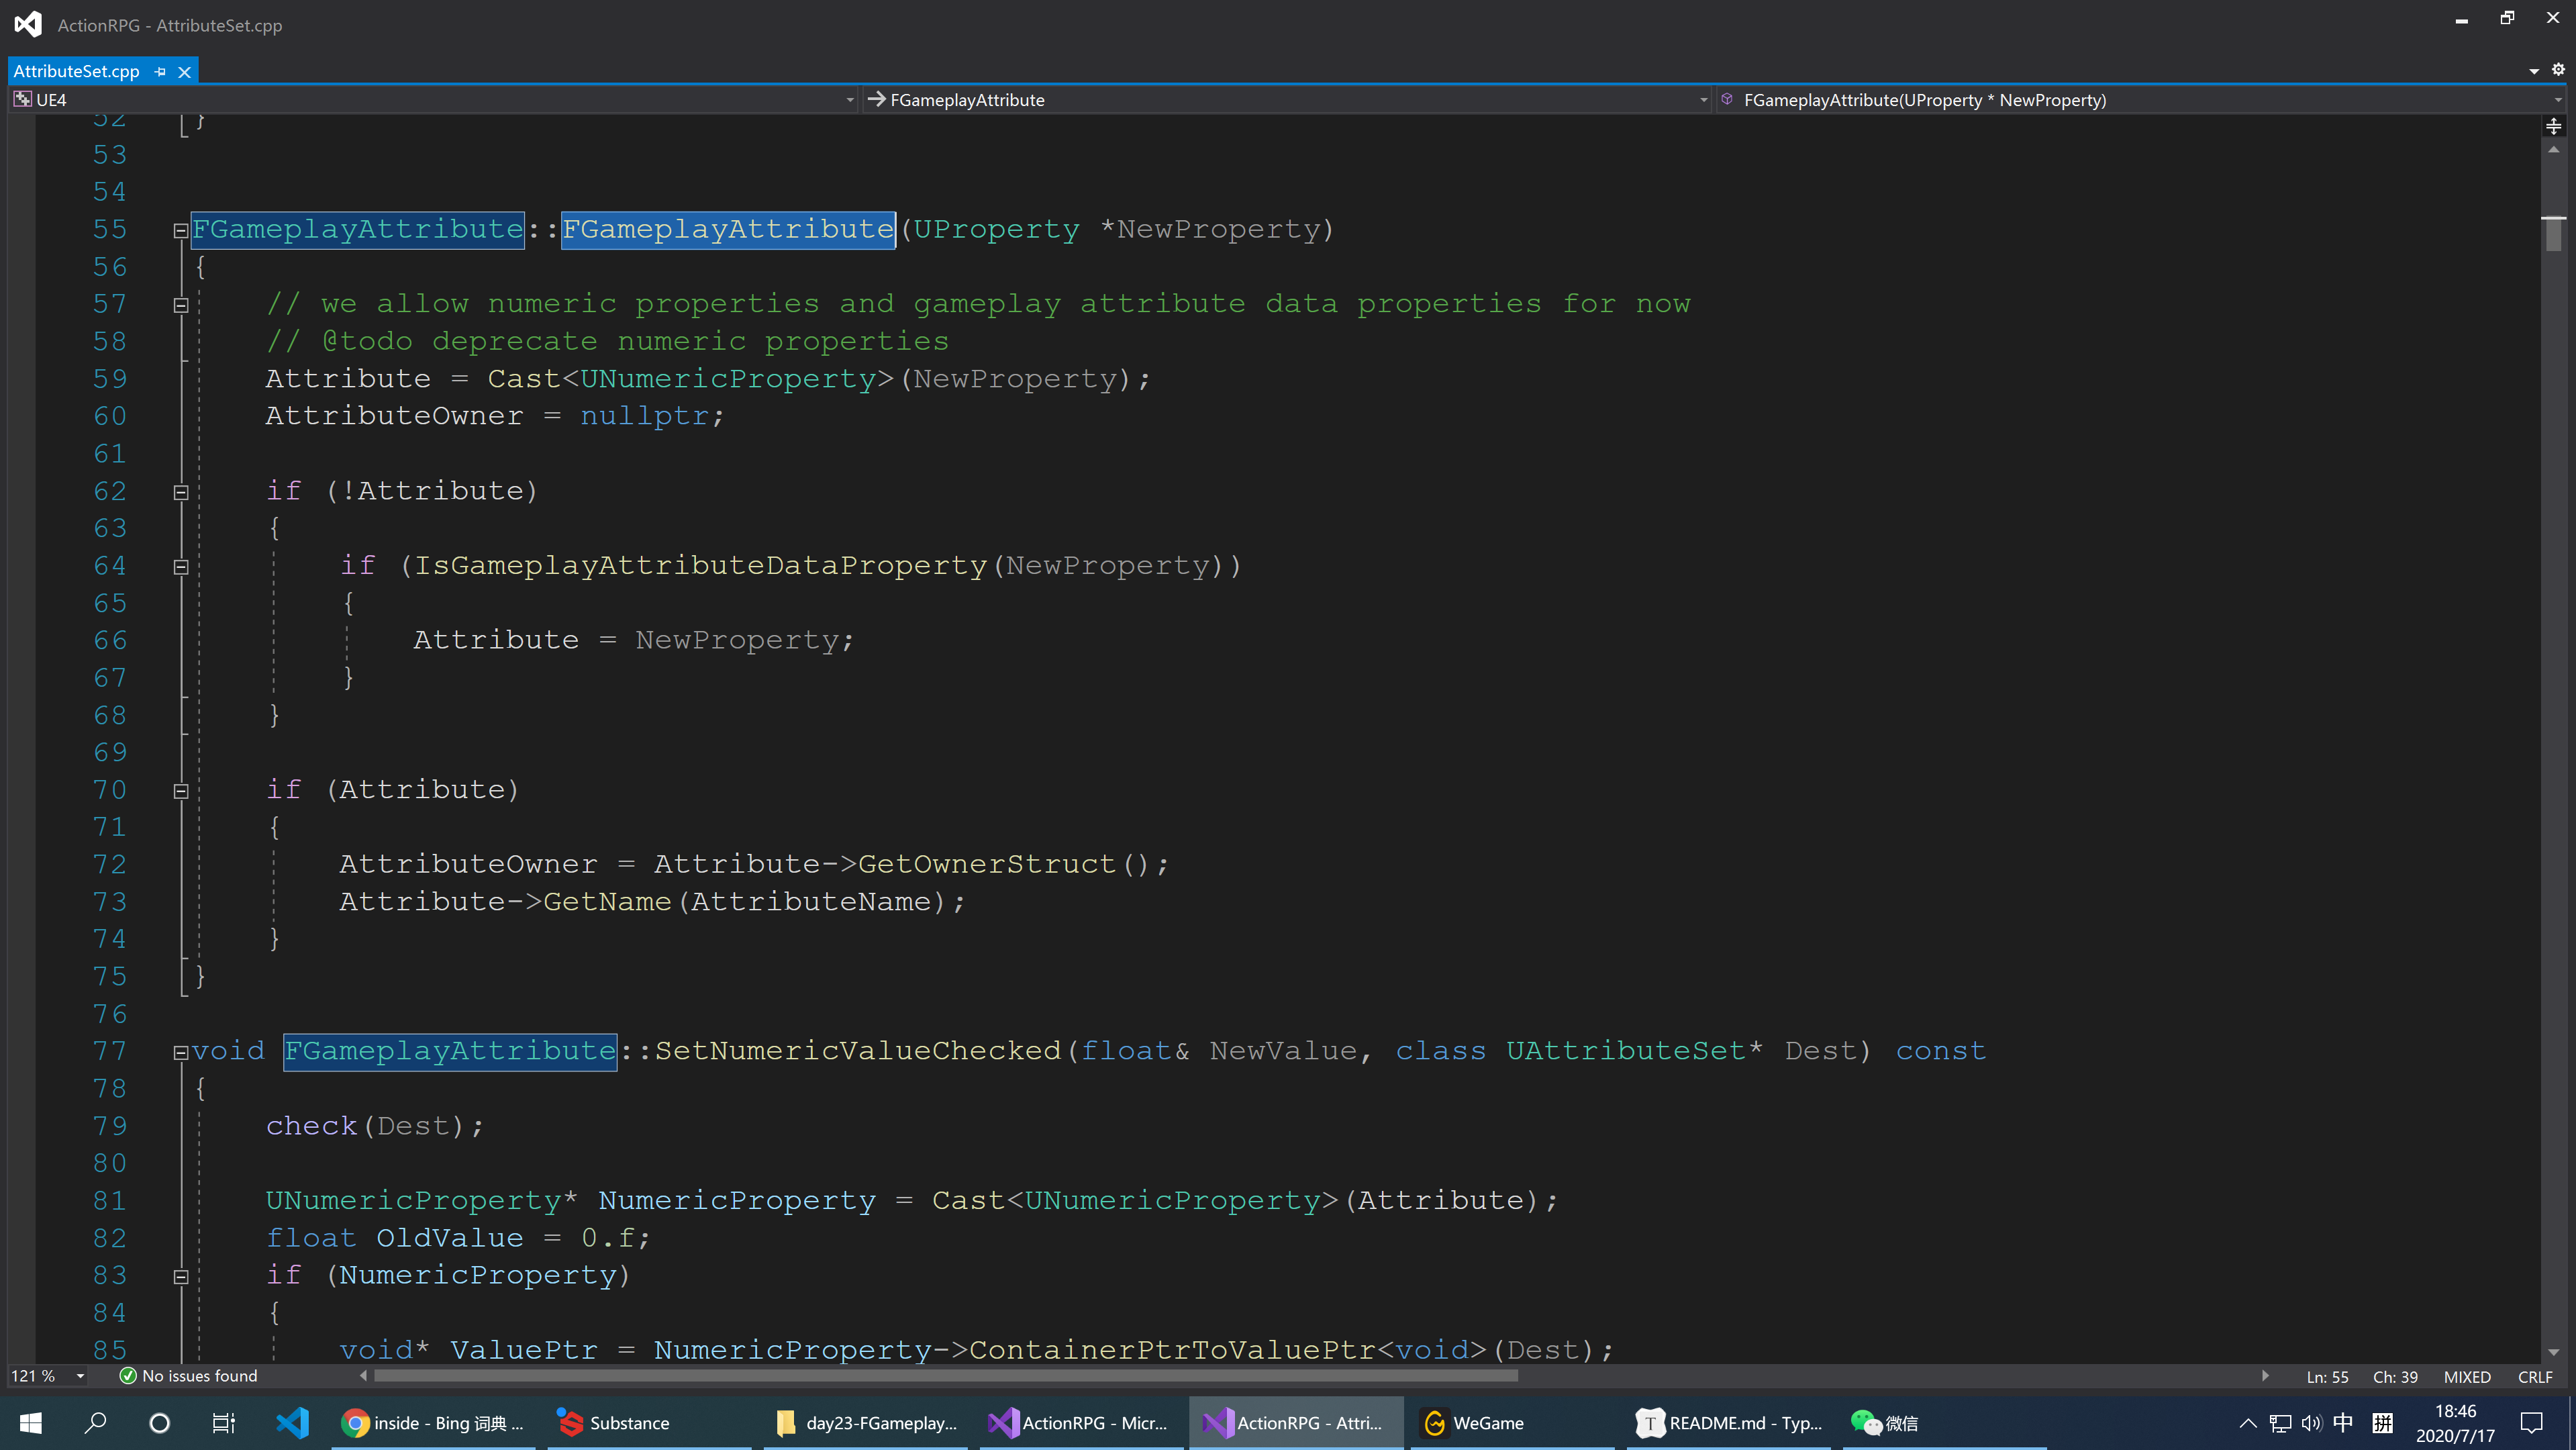 ActionRPG - AttributeSet.cpp
AttributeSet.cpp
UE4
FGameplayAttribute
FGameplayAttribute(UProperty * NewProperty)
52 }
53
54
55 FGameplayAttribute::FGameplayAttribute(UProperty *NewProperty)
56 {
57 // we allow numeric properties and gameplay attribute data properties for now
58 // @todo deprecate numeric properties
59 Attribute = Cast<UNumericProperty>(NewProperty);
60 AttributeOwner = nullptr;
61
62 if (!Attribute)
63 {
64 if (IsGameplayAttributeDataProperty(NewProperty))
65 {
66 Attribute = NewProperty;
67 }
68 }
69
70 if (Attribute)
71 {
72 AttributeOwner = Attribute->GetOwnerStruct();
73 Attribute->GetName(AttributeName);
74 }
75 }
76
77 void FGameplayAttribute::SetNumericValueChecked(float& NewValue, class UAttributeSet* Dest) const
78 {
79 check(Dest);
80
81 UNumericProperty* NumericProperty = Cast<UNumericProperty>(Attribute);
82 float OldValue = 0.f;
83 if (NumericProperty)
84 {
85 void* ValuePtr = NumericProperty->ContainerPtrToValuePtr<void>(Dest);
121 %
No issues found
Ln: 55
Ch: 39
MIXED
CRLF
inside - Bing 词典 ...
Substance
day23-FGameplay...
ActionRPG - Micr...
ActionRPG - Attri...
WeGame
README.md - Typ...
微信
中
拼
18:46
2020/7/17